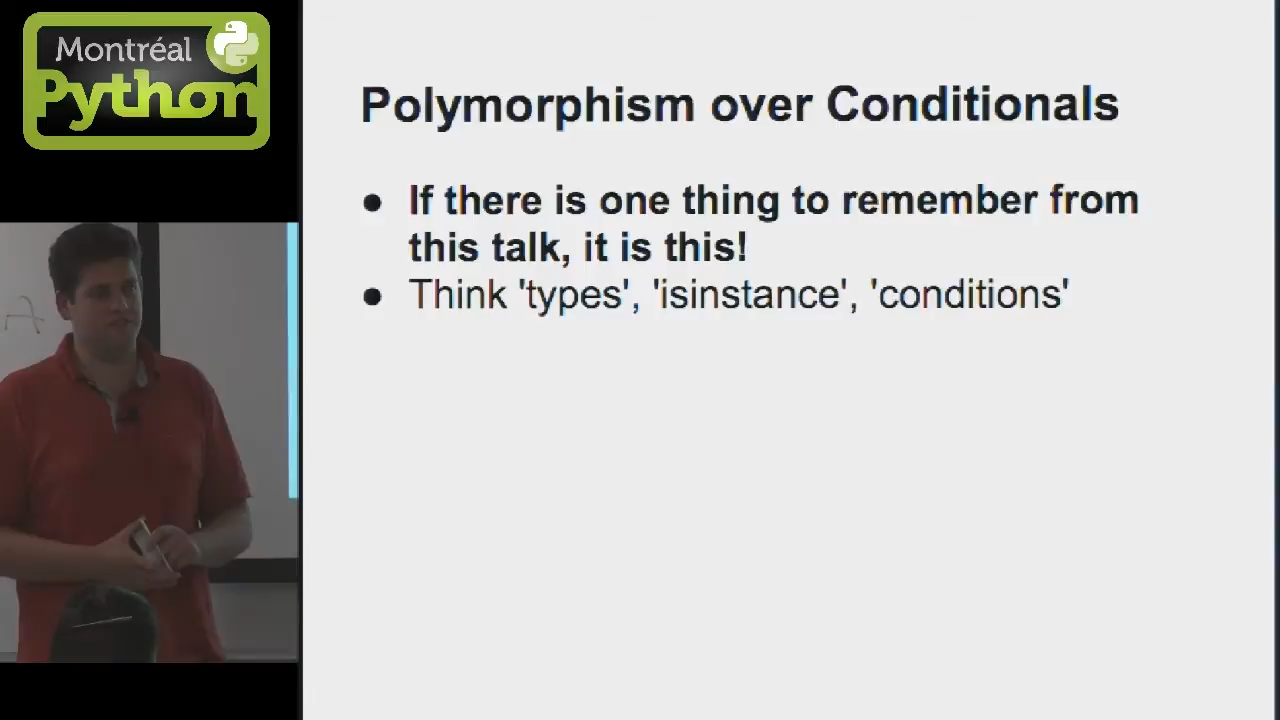 Montréal
Python
Polymorphism over Conditionals
● If there is one thing to remember from
this talk, it is this!
● Think 'types', 'isinstance', 'conditions'